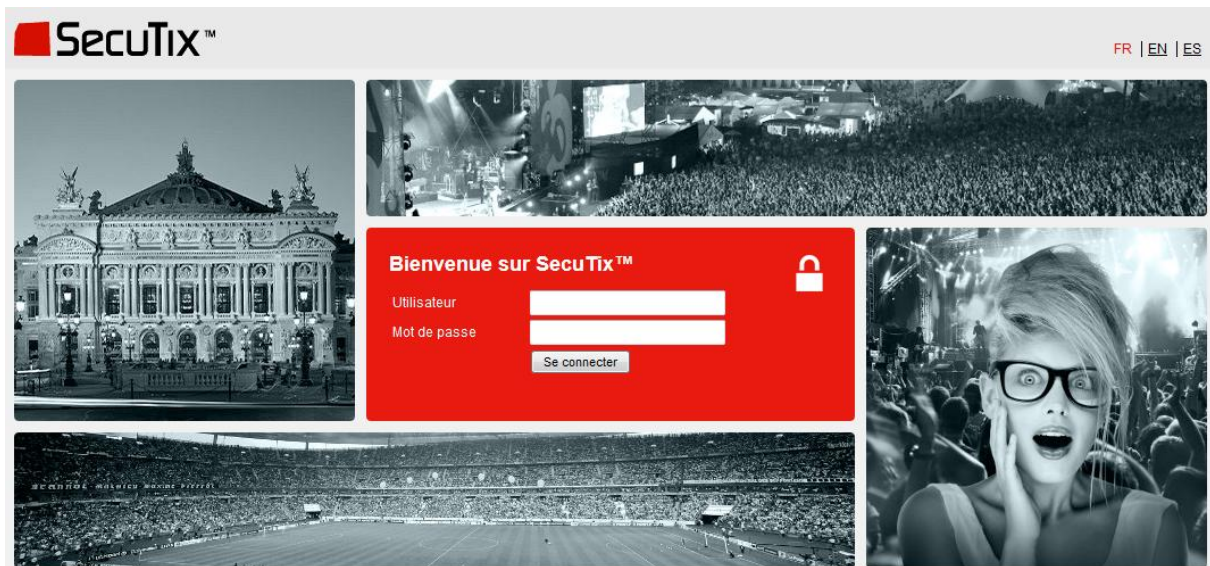 SecuTix™
FR | EN | ES
Bienvenue sur SecuTix™
Utilisateur
Mot de passe
Se connecter